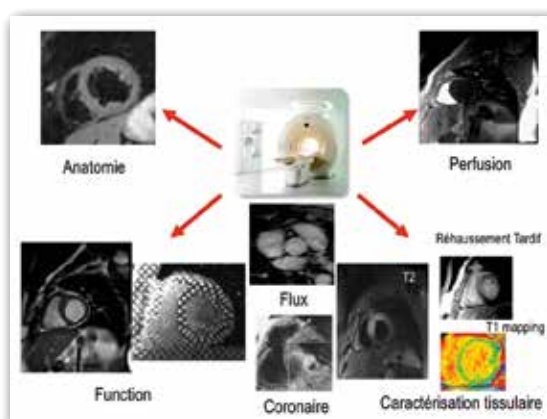 Anatomie
Perfusion
Réhaussement Tardif
T2
Flux
T1 mapping
Function
Coronaire
Caractérisation tissulaire